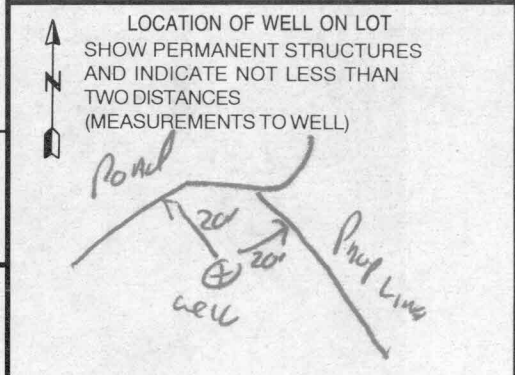 LOCATION OF WELL ON LOT
SHOW PERMANENT STRUCTURES
AND INDICATE NOT LESS THAN
TWO DISTANCES
(MEASUREMENTS TO WELL)
N
Road
20'
20'
Prop Line
well